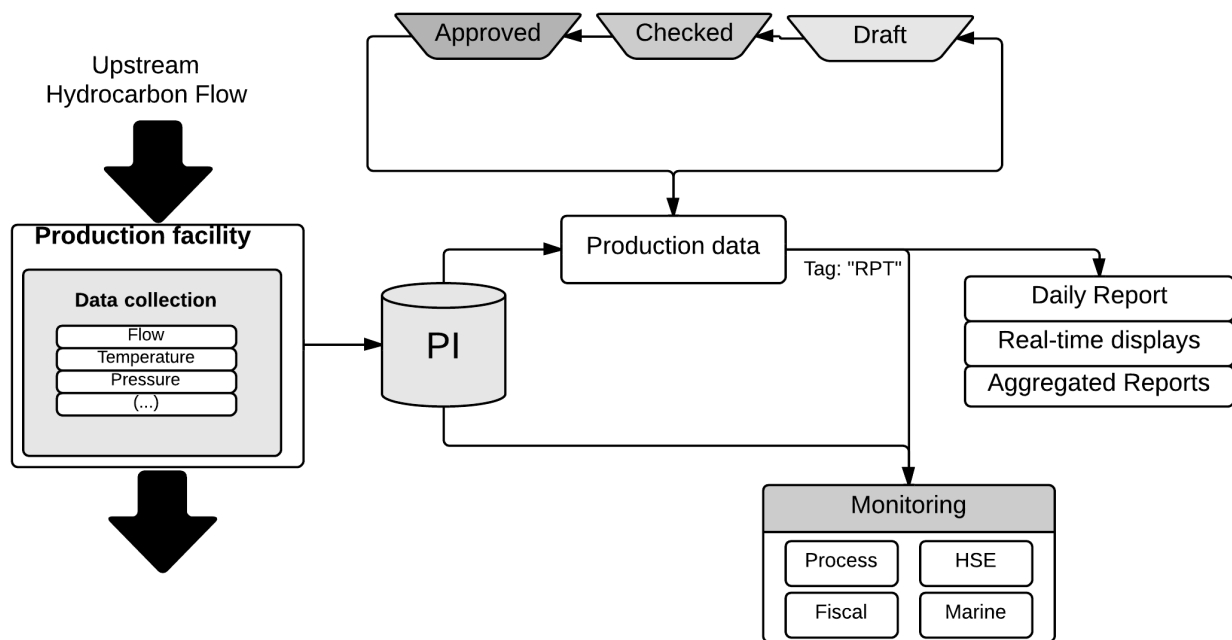 Approved
Checked
Draft
Upstream
Hydrocarbon Flow
Production facility
Data collection
Flow
Temperature
Pressure
(...)
PI
Production data
Tag: "RPT"
Daily Report
Real-time displays
Aggregated Reports
Monitoring
Process
HSE
Fiscal
Marine